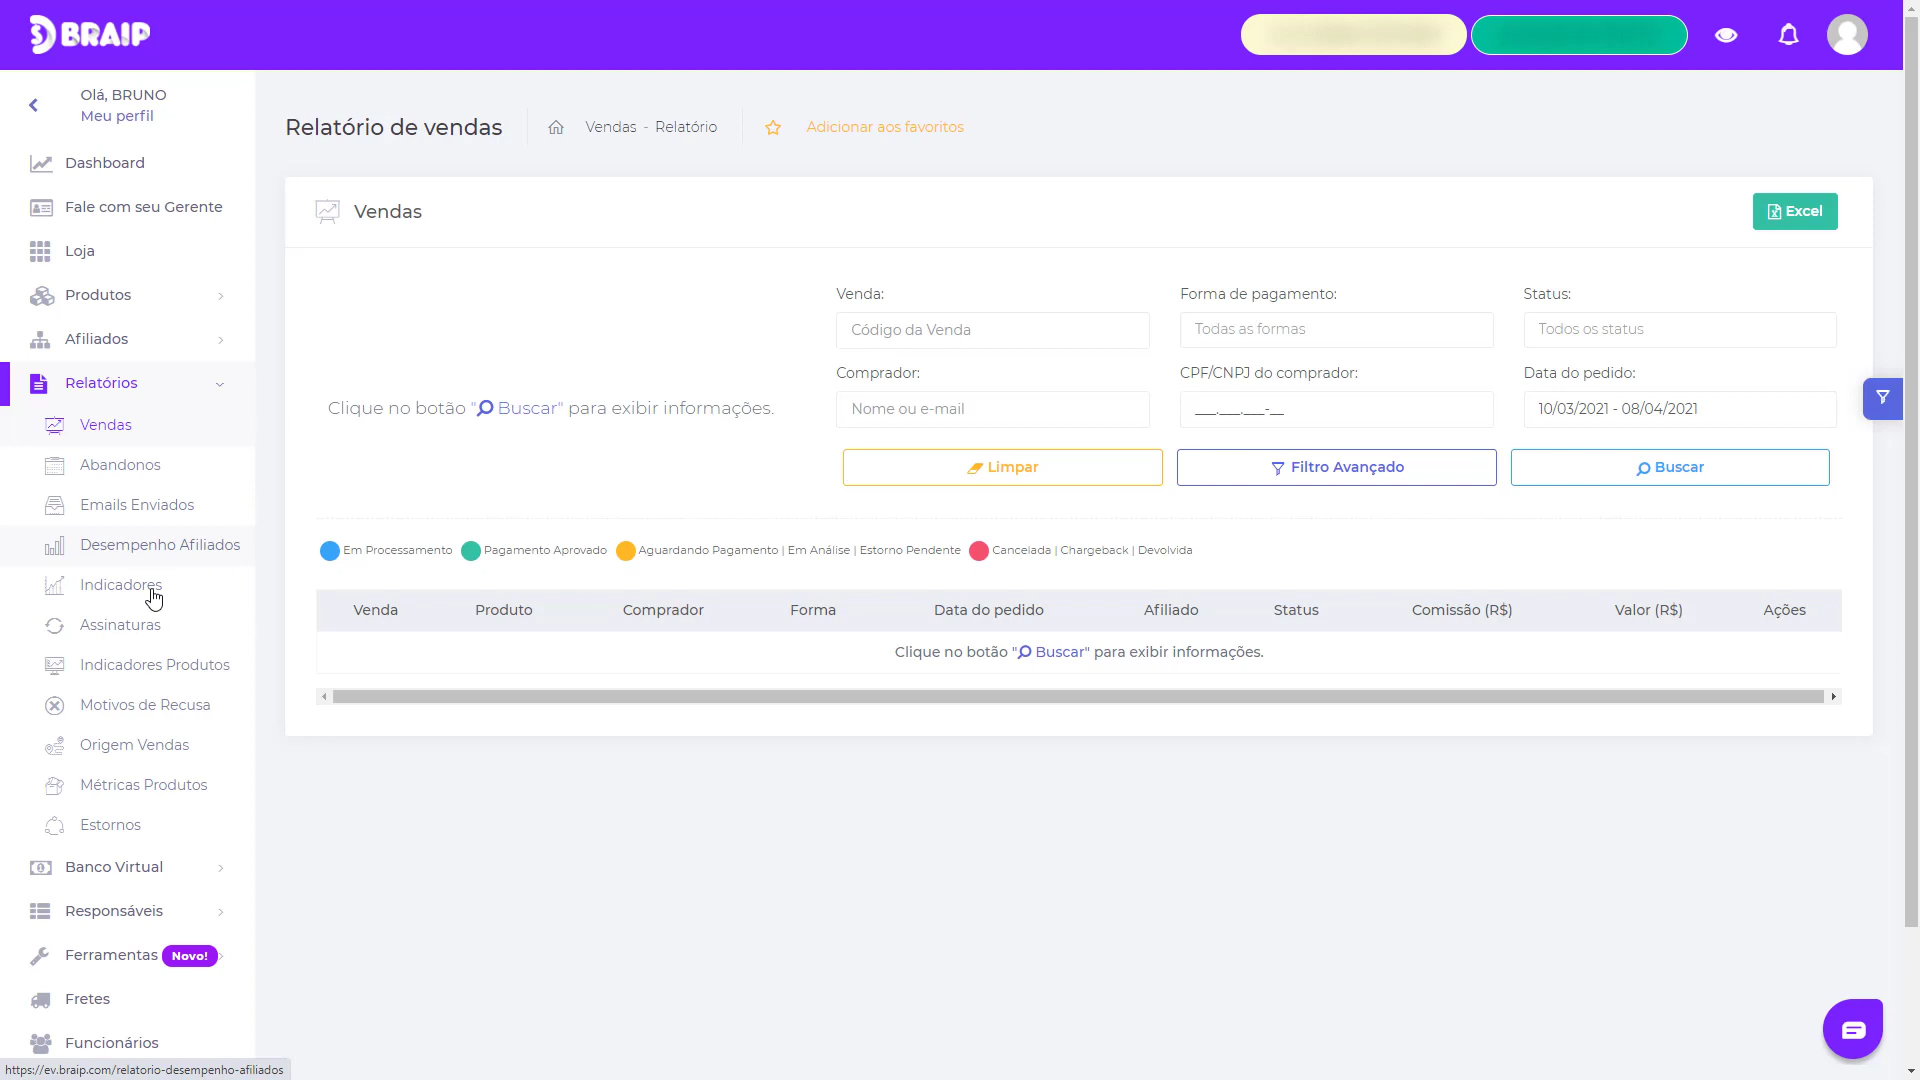 BRAIP
Olá, BRUNO
Meu perfil
Dashboard
Fale com seu Gerente
Loja
Produtos
Afiliados
Relatórios
Vendas
Abandonos
Emails Enviados
Desempenho Afiliados
Indicadores
Assinaturas
Indicadores Produtos
Motivos de Recusa
Origem Vendas
Métricas Produtos
Estornos
Banco Virtual
Responsáveis
Ferramentas Novo!
Fretes
Funcionários
https://ev.braip.com/relatorio-desempenho-afiliados
Relatório de vendas
Vendas - Relatório
Adicionar aos favoritos
Vendas
Excel
Clique no botão "Buscar" para exibir informações.
Venda:
Código da Venda
Forma de pagamento:
Todas as formas
Status:
Todos os status
Comprador:
Nome ou e-mail
CPF/CNPJ do comprador:
___.___.___-__
Data do pedido:
10/03/2021 - 08/04/2021
Limpar
Filtro Avançado
Buscar
Em Processamento
Pagamento Aprovado
Aguardando Pagamento | Em Análise | Estorno Pendente
Cancelada | Chargeback | Devolvida
Venda Produto Comprador Forma Data do pedido Afiliado Status Comissão (R$) Valor (R$) Ações
Clique no botão "Buscar" para exibir informações.